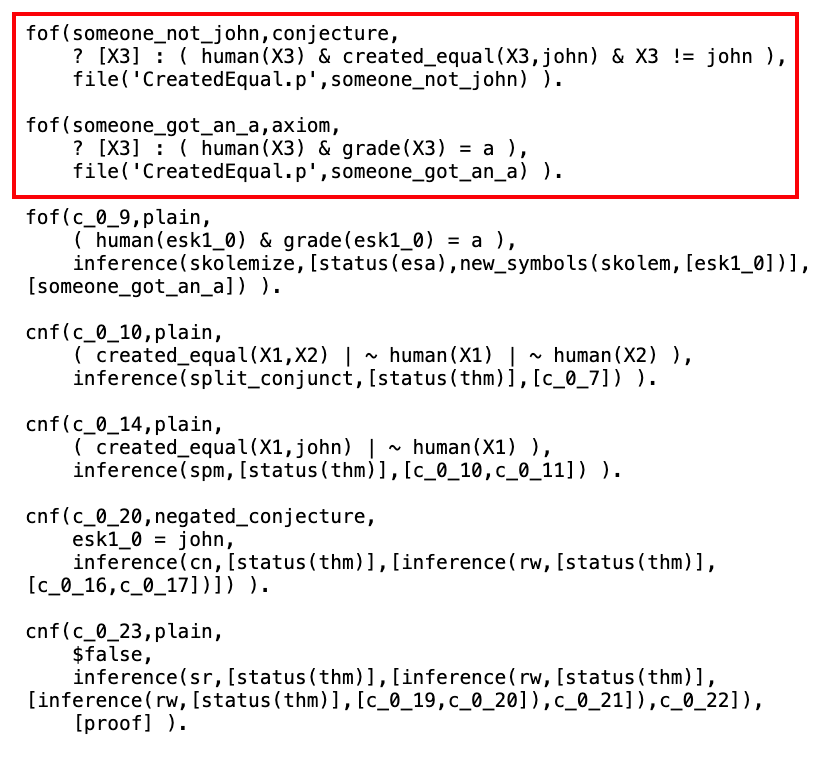 fof(someone_not_john,conjecture,
? [X3] : ( human(X3) & created_equal(X3,john) & X3 != john ),
file('CreatedEqual.p',someone_not_john) ).
fof(someone_got_an_a,axiom,
? [X3] : ( human(X3) & grade(X3) = a ),
file('CreatedEqual.p',someone_got_an_a) ).
fof(c_0_9,plain,
( human(esk1_0) & grade(esk1_0) = a ),
inference(skolemize,[status(esa),new_symbols(skolem,[esk1_0])],
[someone_got_an_a]) ).
cnf(c_0_10,plain,
( created_equal(X1,X2) | ~ human(X1) | ~ human(X2) ),
inference(split_conjunct,[status(thm)],[c_0_7]) ).
cnf(c_0_14,plain,
( created_equal(X1,john) | ~ human(X1) ),
inference(spm,[status(thm)],[c_0_10,c_0_11]) ).
cnf(c_0_20,negated_conjecture,
esk1_0 = john,
inference(cn,[status(thm)],[inference(rw,[status(thm)],
[c_0_16,c_0_17])]) ).
cnf(c_0_23,plain,
$false,
inference(sr,[status(thm)],[inference(rw,[status(thm)],
[inference(rw,[status(thm)],[c_0_19,c_0_20]),c_0_21]),c_0_22]),
[proof] ).